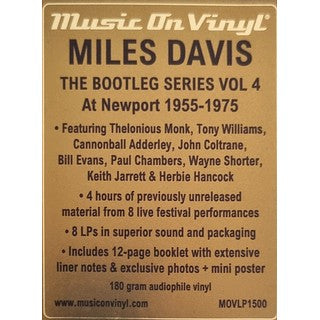 Music On Vinyl®
MILES DAVIS
THE BOOTLEG SERIES VOL 4
At Newport 1955-1975
• Featuring Thelonious Monk, Tony Williams,
Cannonball Adderley, John Coltrane,
Bill Evans, Paul Chambers, Wayne Shorter,
Keith Jarrett & Herbie Hancock
• 4 hours of previously unreleased
material from 8 live festival performances
• 8 LPs in superior sound and packaging
• Includes 12-page booklet with extensive
liner notes & exclusive photos + mini poster
180 gram audiophile vinyl
www.musiconvinyl.com MOVLP1500